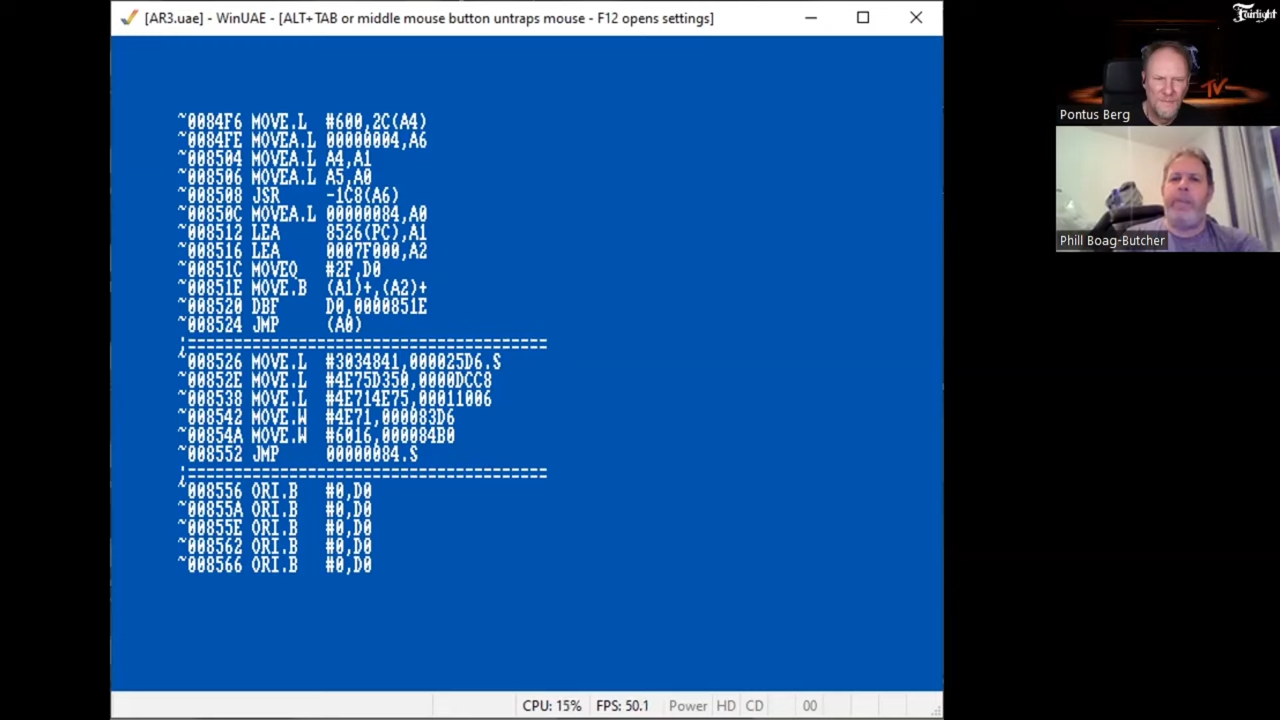 [AR3.uae] - WinUAE - [ALT+TAB or middle mouse button untraps mouse - F12 opens settings]
~0084F6 MOVE.L #600,2C(A4)
~0084FE MOVEA.L 00000004,A6
~008504 MOVEA.L A4,A1
~008506 MOVEA.L A5,A0
~008508 JSR -1C8(A6)
~00850C MOVEA.L 00000084,A0
~008512 LEA 8526(PC),A1
~008516 LEA 0007F000,A2
~00851C MOVEQ #2F,D0
~00851E MOVE.B (A1)+,(A2)+
~008520 DBF D0,0000851E
~008524 JMP (A0)
;=======================================
~008526 MOVE.L #3034841,000025D6.S
~00852E MOVE.L #4E75D350,0000DCC8
~008538 MOVE.L #4E714E75,00011006
~008542 MOVE.W #4E71,000083D6
~00854A MOVE.W #6016,000084B0
~008552 JMP 00000084.S
;=======================================
~008556 ORI.B #0,D0
~00855A ORI.B #0,D0
~00855E ORI.B #0,D0
~008562 ORI.B #0,D0
~008566 ORI.B #0,D0
CPU: 15% FPS: 50.1 Power HD CD 00
Fairlight
TV
Pontus Berg
Phill Boag-Butcher